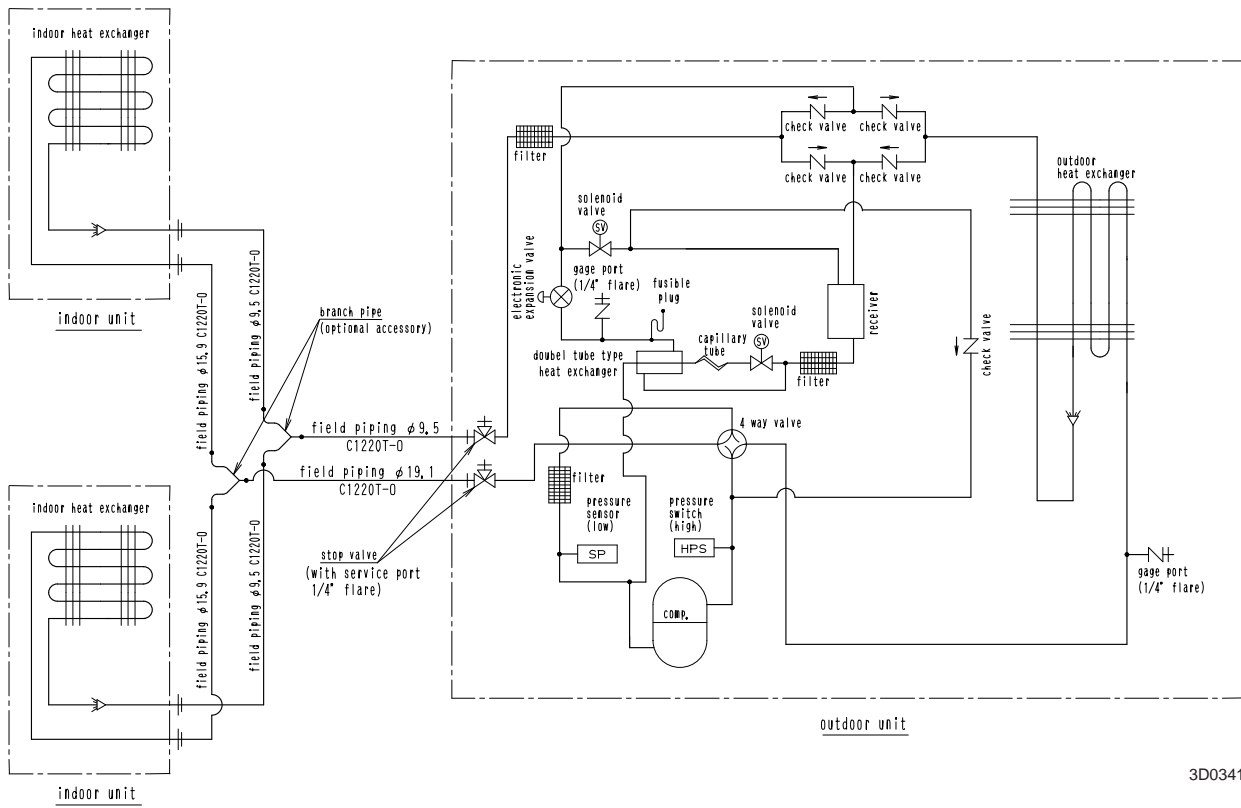 indoor heat exchanger
indoor unit
field piping φ15.9 C1220T-O
field piping φ9.5 C1220T-O
branch pipe
(optional accessory)
field piping φ9.5
C1220T-O
field piping φ19.1
C1220T-O
stop valve
(with service port
1/4" flare)
indoor heat exchanger
field piping φ15.9 C1220T-O
field piping φ9.5 C1220T-O
indoor unit
filter
check valve
check valve
check valve
check valve
outdoor
heat exchanger
solenoid
valve
SV
electronic
expansion valve
gage port
(1/4" flare)
fusible
plug
solenoid
valve
SV
capillary
tube
receiver
check valve
doubel tube type
heat exchanger
filter
4 way valve
filter
pressure
sensor
(low)
SP
pressure
switch
(high)
HPS
comp.
gage port
(1/4" flare)
outdoor unit
3D0341